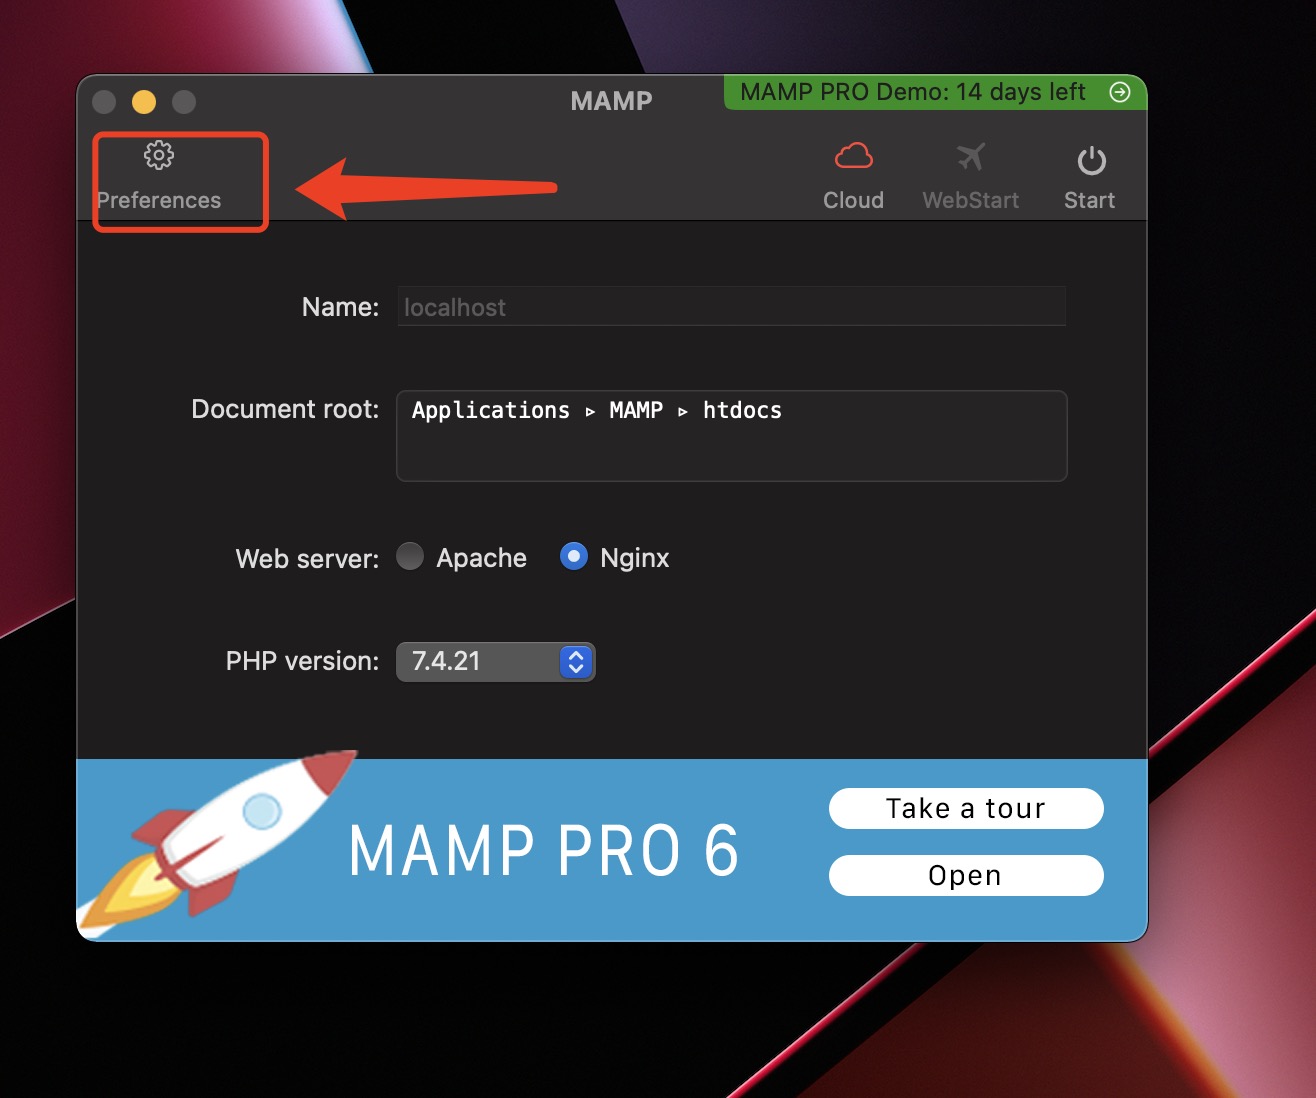 MAMP
MAMP PRO Demo: 14 days left
Preferences
Cloud
WebStart
Start
Name: localhost
Document root: Applications ▹ MAMP ▹ htdocs
Web server: Apache Nginx
PHP version: 7.4.21
MAMP PRO 6
Take a tour
Open